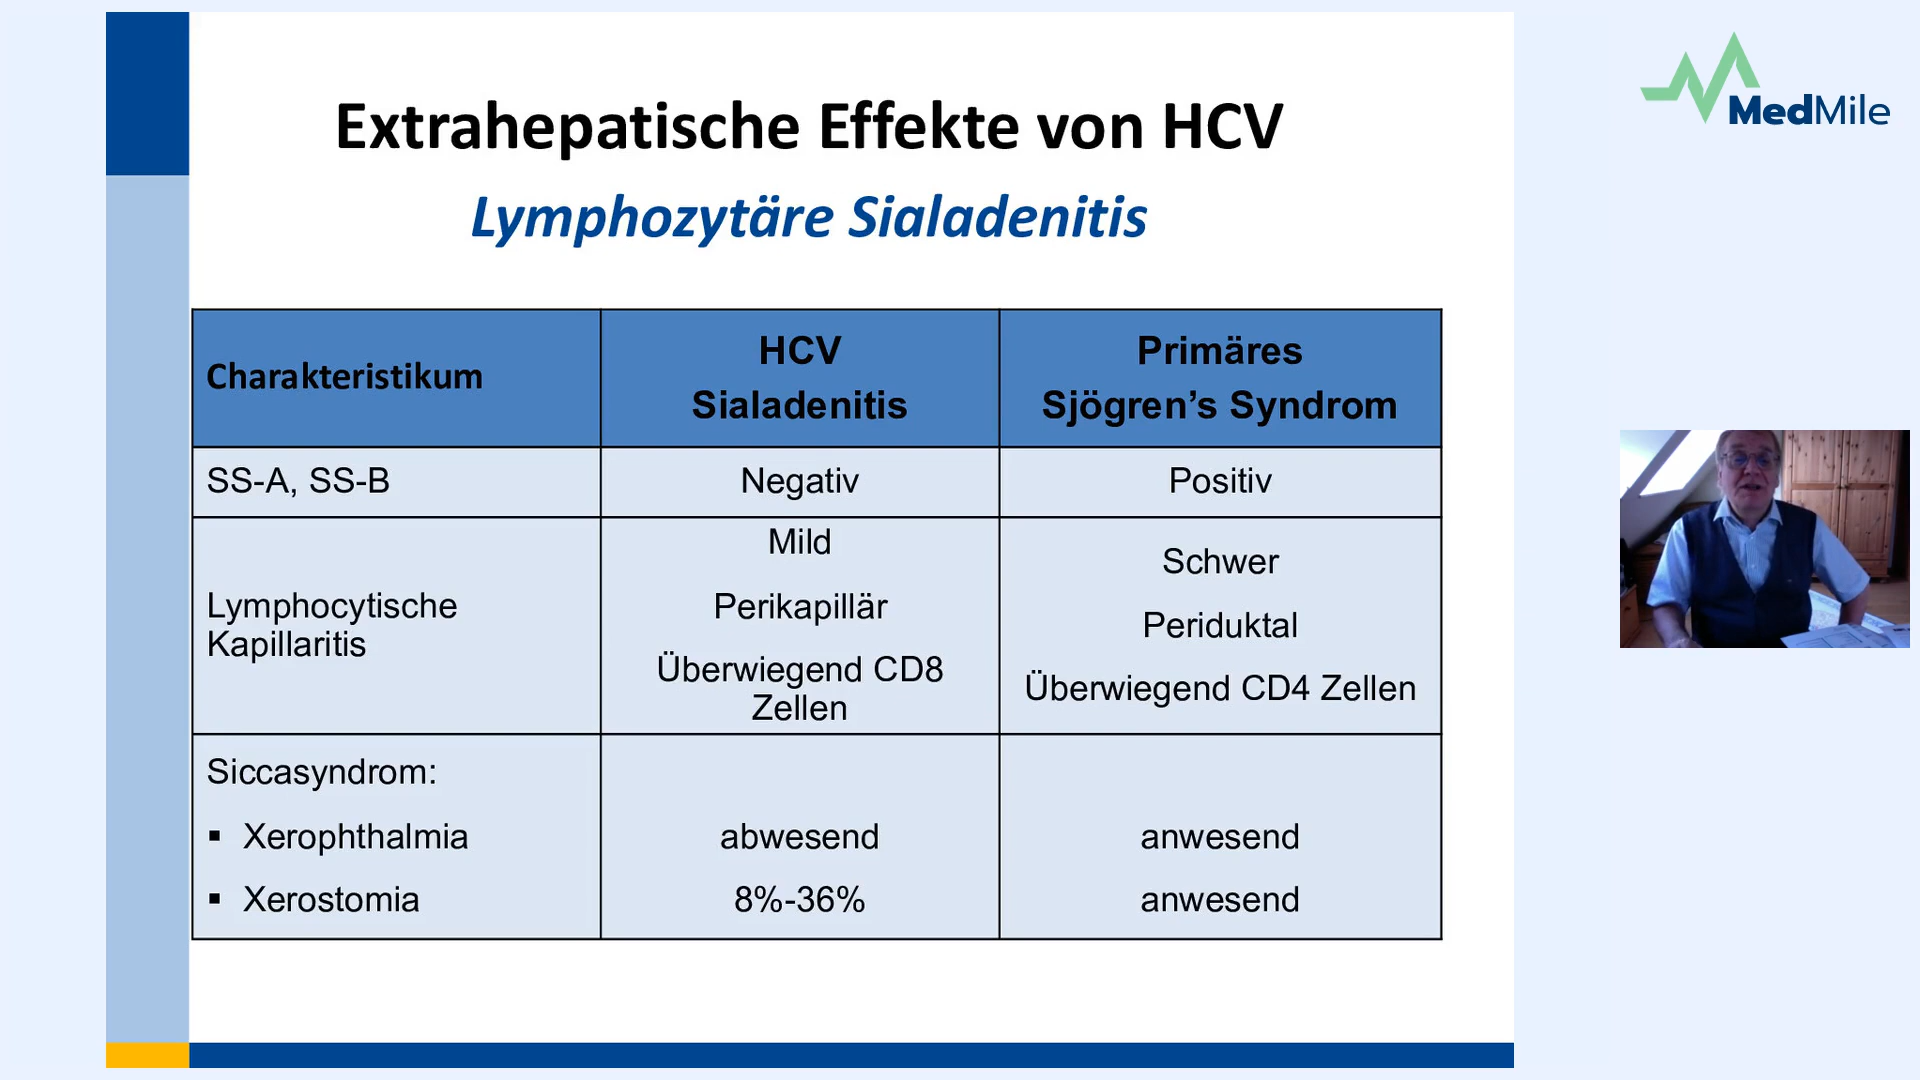 Extrahepatische Effekte von HCV
Lymphozytäre Sialadenitis
MedMile
Charakteristikum
HCV
Sialadenitis
Primäres
Sjögren’s Syndrom
SS-A, SS-B
Negativ
Positiv
Lymphocytische
Kapillaritis
Mild
Perikapillär
Überwiegend CD8
Zellen
Schwer
Periduktal
Überwiegend CD4 Zellen
Siccasyndrom:
▪ Xerophthalmia
abwesend
anwesend
▪ Xerostomia
8%-36%
anwesend